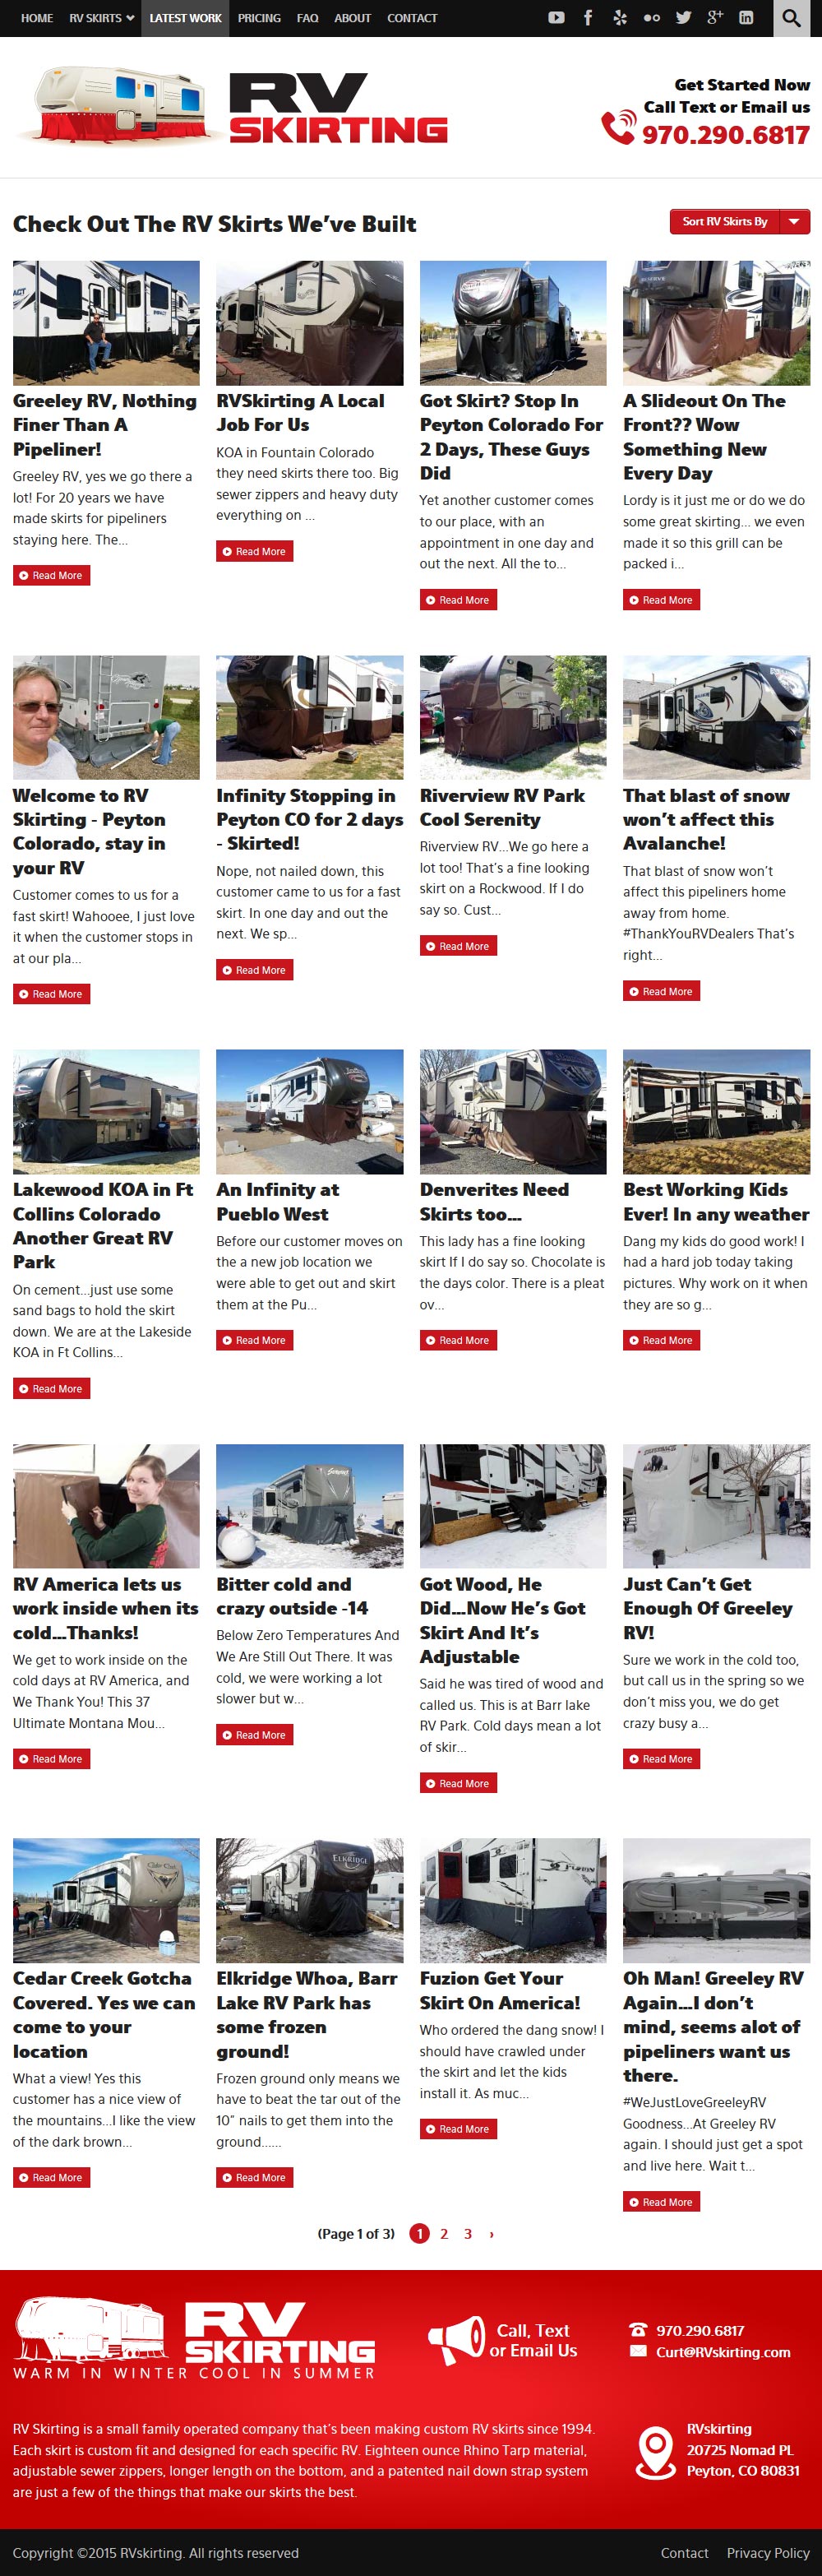 HOME RV SKIRTS LATEST WORK PRICING FAQ ABOUT CONTACT
RV
SKIRTING
Get Started Now
Call Text or Email us
970.290.6817
Check Out The RV Skirts We've Built
Sort RV Skirts By
Greeley RV, Nothing
Finer Than A
Pipeliner!
Greeley RV, yes we go there a
lot! For 20 years we have
made skirts for pipeliners
staying here. The...
Read More
RVSkirting A Local
Job For Us
KOA in Fountain Colorado
they need skirts there too. Big
sewer zippers and heavy duty
everything on ...
Read More
Got Skirt? Stop In
Peyton Colorado For
2 Days, These Guys
Did
Yet another customer comes
to our place, with an
appointment in one day and
out the next. All the to...
Read More
A Slideout On The
Front?? Wow
Something New
Every Day
Lordy is it just me or do we do
some great skirting... we even
made it so this grill can be
packed i...
Read More
Welcome to RV
Skirting - Peyton
Colorado, stay in
your RV
Customer comes to us for a
fast skirt! Wahooee, I just love
it when the customer stops in
at our pla...
Read More
Infinity Stopping in
Peyton CO for 2 days
- Skirted!
Nope, not nailed down, this
customer came to us for a fast
skirt. In one day and out the
next. We sp...
Read More
Riverview RV Park
Cool Serenity
Riverview RV...We go here a
lot too! That's a fine looking
skirt on a Rockwood. If I do
say so. Cust...
Read More
That blast of snow
won't affect this
Avalanche!
That blast of snow won't
affect this pipeliners home
away from home.
#ThankYouRVDealers That's
right...
Read More
Lakewood KOA in Ft
Collins Colorado
Another Great RV
Park
On cement...just use some
sand bags to hold the skirt
down. We are at the Lakeside
KOA in Ft Collins...
Read More
An Infinity at
Pueblo West
Before our customer moves on
the a new job location we
were able to get out and skirt
them at the Pu...
Read More
Denverites Need
Skirts too...
This lady has a fine looking
skirt If I do say so. Chocolate is
the days color. There is a pleat
ov...
Read More
Best Working Kids
Ever! In any weather
Dang my kids do good work! I
had a hard job today taking
pictures. Why work on it when
they are so g...
Read More
RV America lets us
work inside when its
cold...Thanks!
We get to work inside on the
cold days at RV America, and
We Thank You! This 37
Ultimate Montana Mou...
Read More
Bitter cold and
crazy outside -14
Below Zero Temperatures And
We Are Still Out There. It was
cold, we were working a lot
slower but w...
Read More
Got Wood, He
Did...Now He's Got
Skirt And It's
Adjustable
Said he was tired of wood and
called us. This is at Barr lake
RV Park. Cold days mean a lot
of skir...
Read More
Just Can't Get
Enough Of Greeley
RV!
Sure we work in the cold too,
but call us in the spring so we
don't miss you, we do get
crazy busy a...
Read More
ELKRIDGE
FUZION
Cedar Creek Gotcha
Covered. Yes we can
come to your
location
What a view! Yes this
customer has a nice view of
the mountains...I like the view
of the dark brown...
Read More
Elkridge Whoa, Barr
Lake RV Park has
some frozen
ground!
Frozen ground only means we
have to beat the tar out of the
10″ nails to get them into the
ground......
Read More
Fuzion Get Your
Skirt On America!
Who ordered the dang snow! I
should have crawled under
the skirt and let the kids
install it. As muc...
Read More
Oh Man! Greeley RV
Again...I don't
mind, seems alot of
pipeliners want us
there.
#WeJustLoveGreeleyRV
Goodness...At Greeley RV
again. I should just get a spot
and live here. Wait t...
Read More
(Page 1 of 3) 1 2 3 ›
RV
SKIRTING
WARM IN WINTER COOL IN SUMMER
Call, Text
or Email Us
970.290.6817
Curt@RVskirting.com
RV Skirting is a small family operated company that's been making custom RV skirts since 1994.
Each skirt is custom fit and designed for each specific RV. Eighteen ounce Rhino Tarp material,
adjustable sewer zippers, longer length on the bottom, and a patented nail down strap system
are just a few of the things that make our skirts the best.
RVskirting
20725 Nomad PL
Peyton, CO 80831
Copyright ©2015 RVskirting. All rights reserved
Contact Privacy Policy